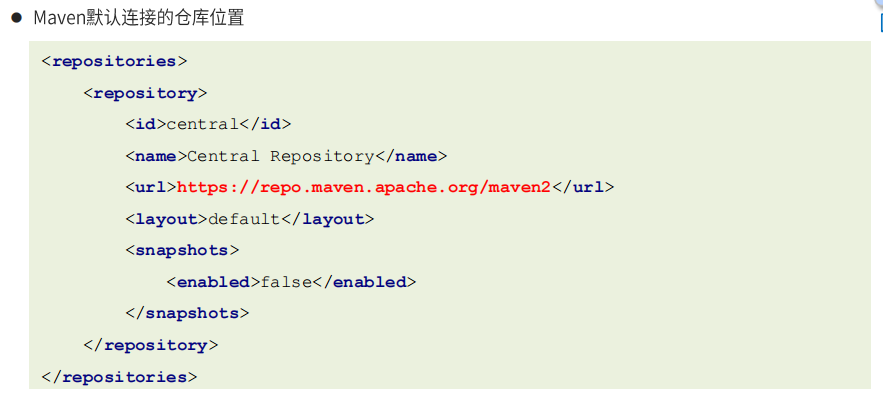 ● Maven默认连接的仓库位置
<repositories>
<repository>
<id>central</id>
<name>Central Repository</name>
<url>https://repo.maven.apache.org/maven2</url>
<layout>default</layout>
<snapshots>
<enabled>false</enabled>
</snapshots>
</repository>
</repositories>